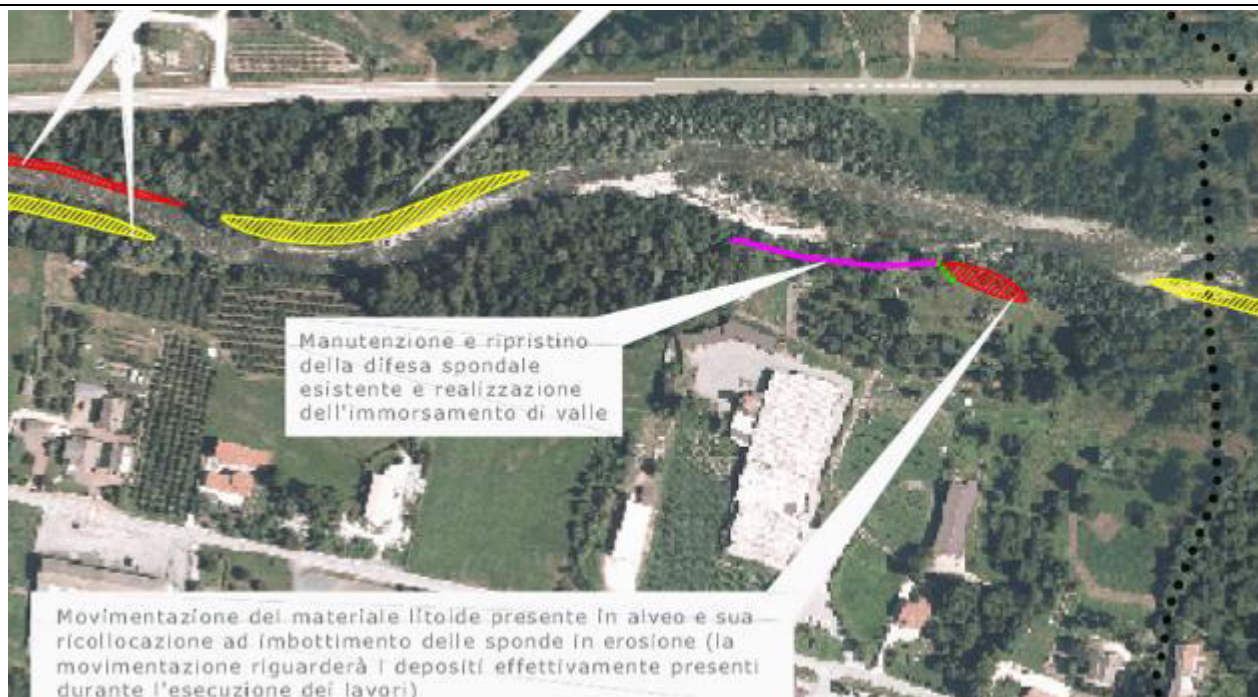 Manutenzione e ripristino
della difesa spondale
esistente e realizzazione
dell'immorsamento di valle
Movimentazione del materiale litoide presente in alveo e sua
ricollocazione ad imbottimento delle sponde in erosione (la
movimentazione riguarderà i depositi effettivamente presenti
durante l'esecuzione dei lavori)